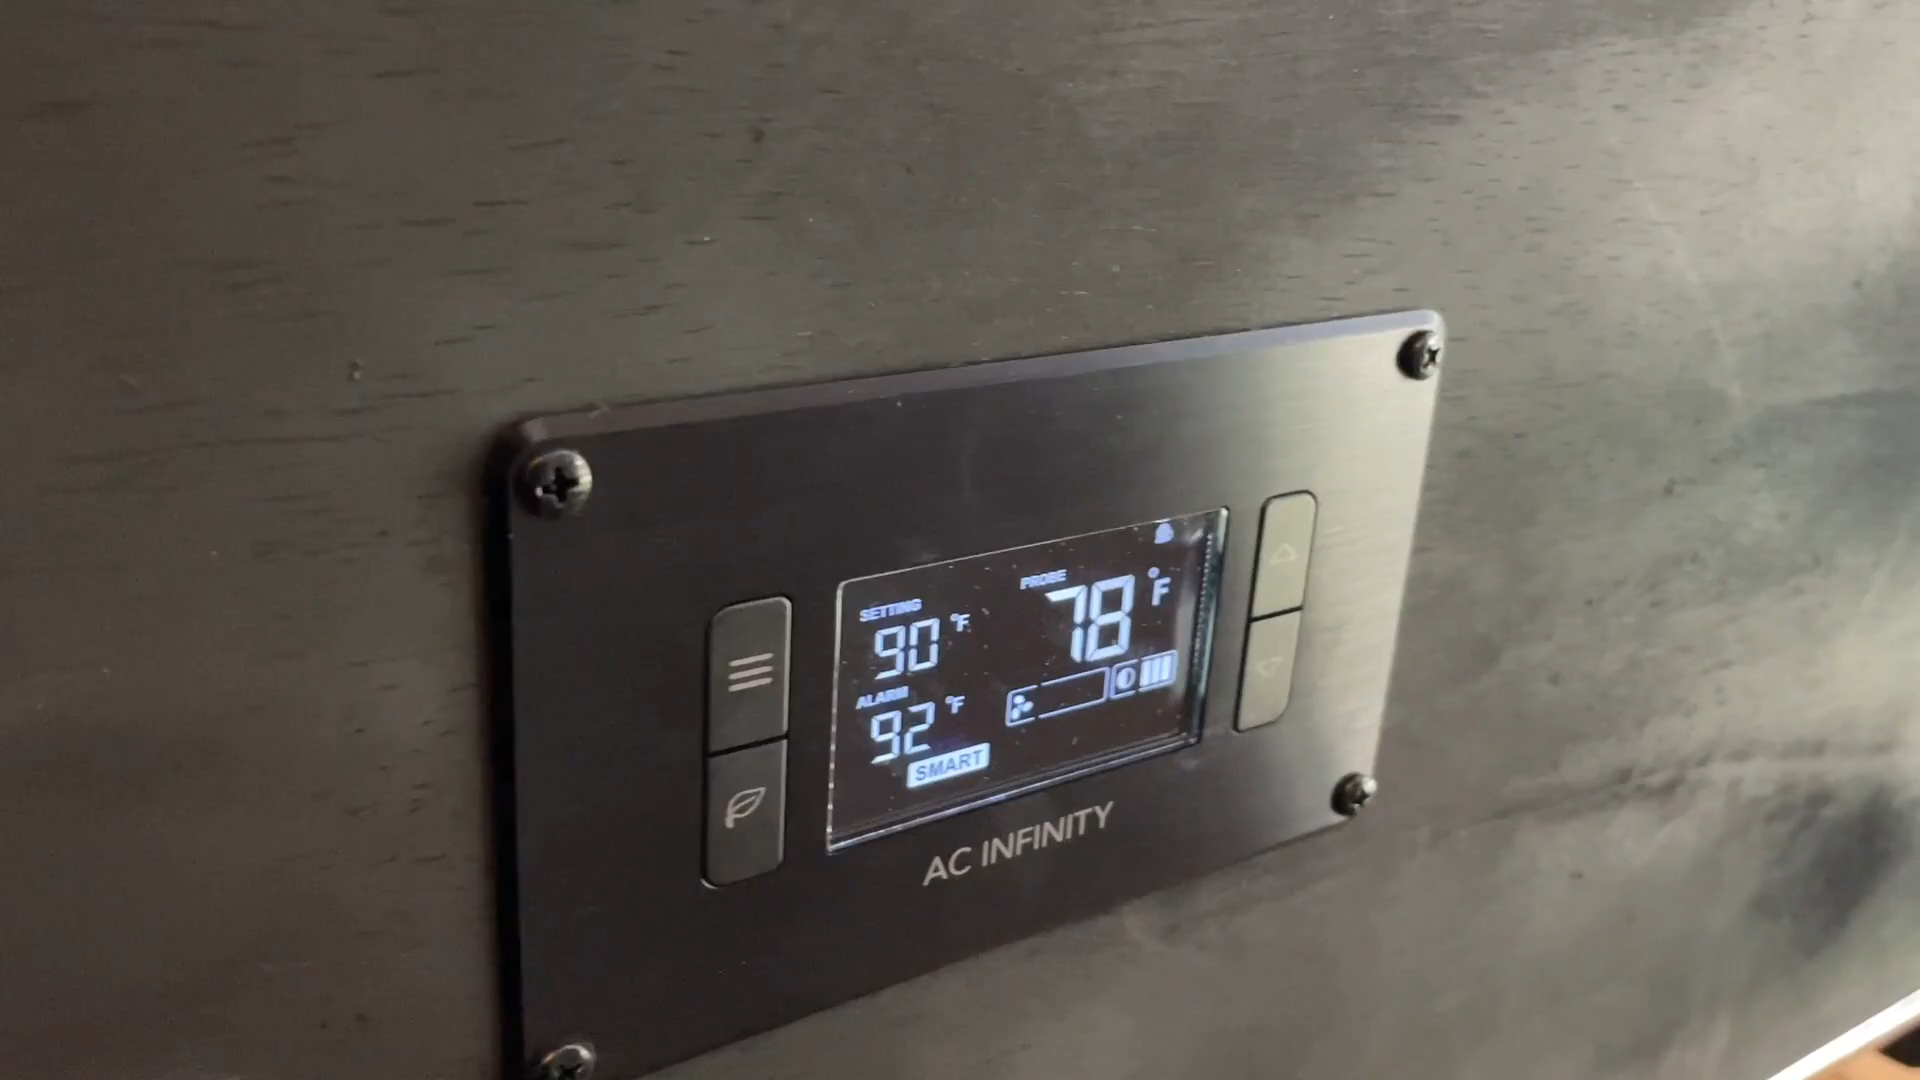 SETTING
90 °F
PROBE
78 °F
ALARM
92 °F
SMART
AC INFINITY